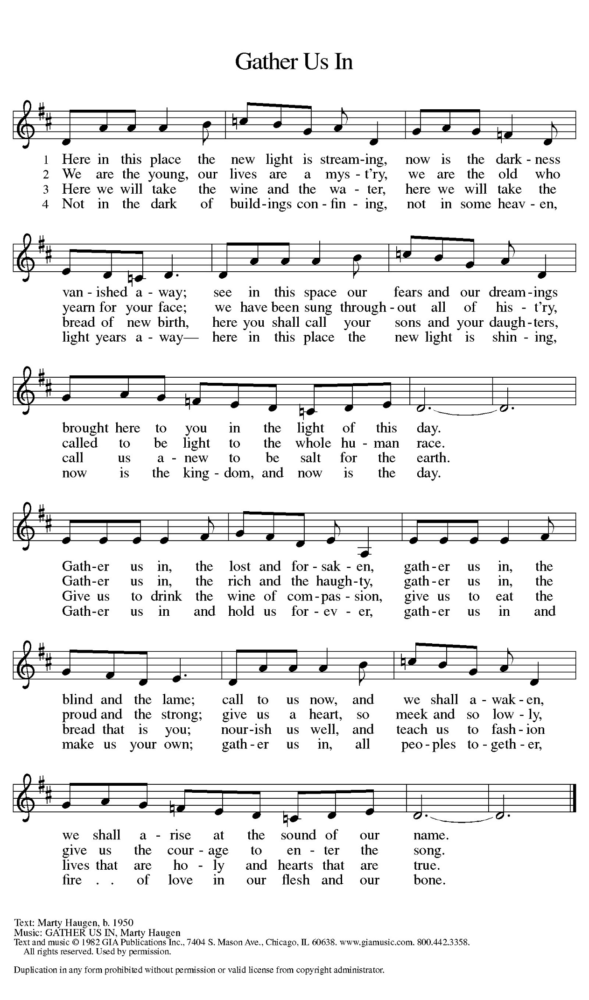 Gather Us In
1 Here in this place the new light is stream-ing, now is the dark - ness
2 We are the young, our lives are a mys - t'ry, we are the old who
3 Here we will take the wine and the wa - ter, here we will take the
4 Not in the dark of build-ings con - fin - ing, not in some heav - en,
van - ished a - way; see in this space our fears and our dream-ings
yearn for your face; we have been sung through-out all of his - t'ry,
bread of new birth, here you shall call your sons and your daugh-ters,
light years a - way— here in this place the new light is shin - ing,
brought here to you in the light of this day.
called to be light to the whole hu - man race.
call us a - new to be salt for the earth.
now is the king - dom, and now is the day.
Gath-er us in, the lost and for - sak - en, gath-er us in, the
Gath-er us in, the rich and the haugh-ty, gath-er us in, the
Give us to drink the wine of com-pas - sion, give us to eat the
Gath-er us in and hold us for - ev - er, gath-er us in and
blind and the lame; call to us now, and we shall a - wak - en,
proud and the strong; give us a heart, so meek and so low - ly,
bread that is you; nour-ish us well, and teach us to fash - ion
make us your own; gath - er us in, all peo - ples to - geth - er,
we shall a - rise at the sound of our name.
give us the cour - age to en - ter the song.
lives that are ho - ly and hearts that are true.
fire . . of love in our flesh and our bone.
Text: Marty Haugen, b. 1950
Music: GATHER US IN, Marty Haugen
Text and music © 1982 GIA Publications Inc., 7404 S. Mason Ave., Chicago, IL 60638. www.giamusic.com. 800.442.3358.
All rights reserved. Used by permission.
Duplication in any form prohibited without permission or valid license from copyright administrator.